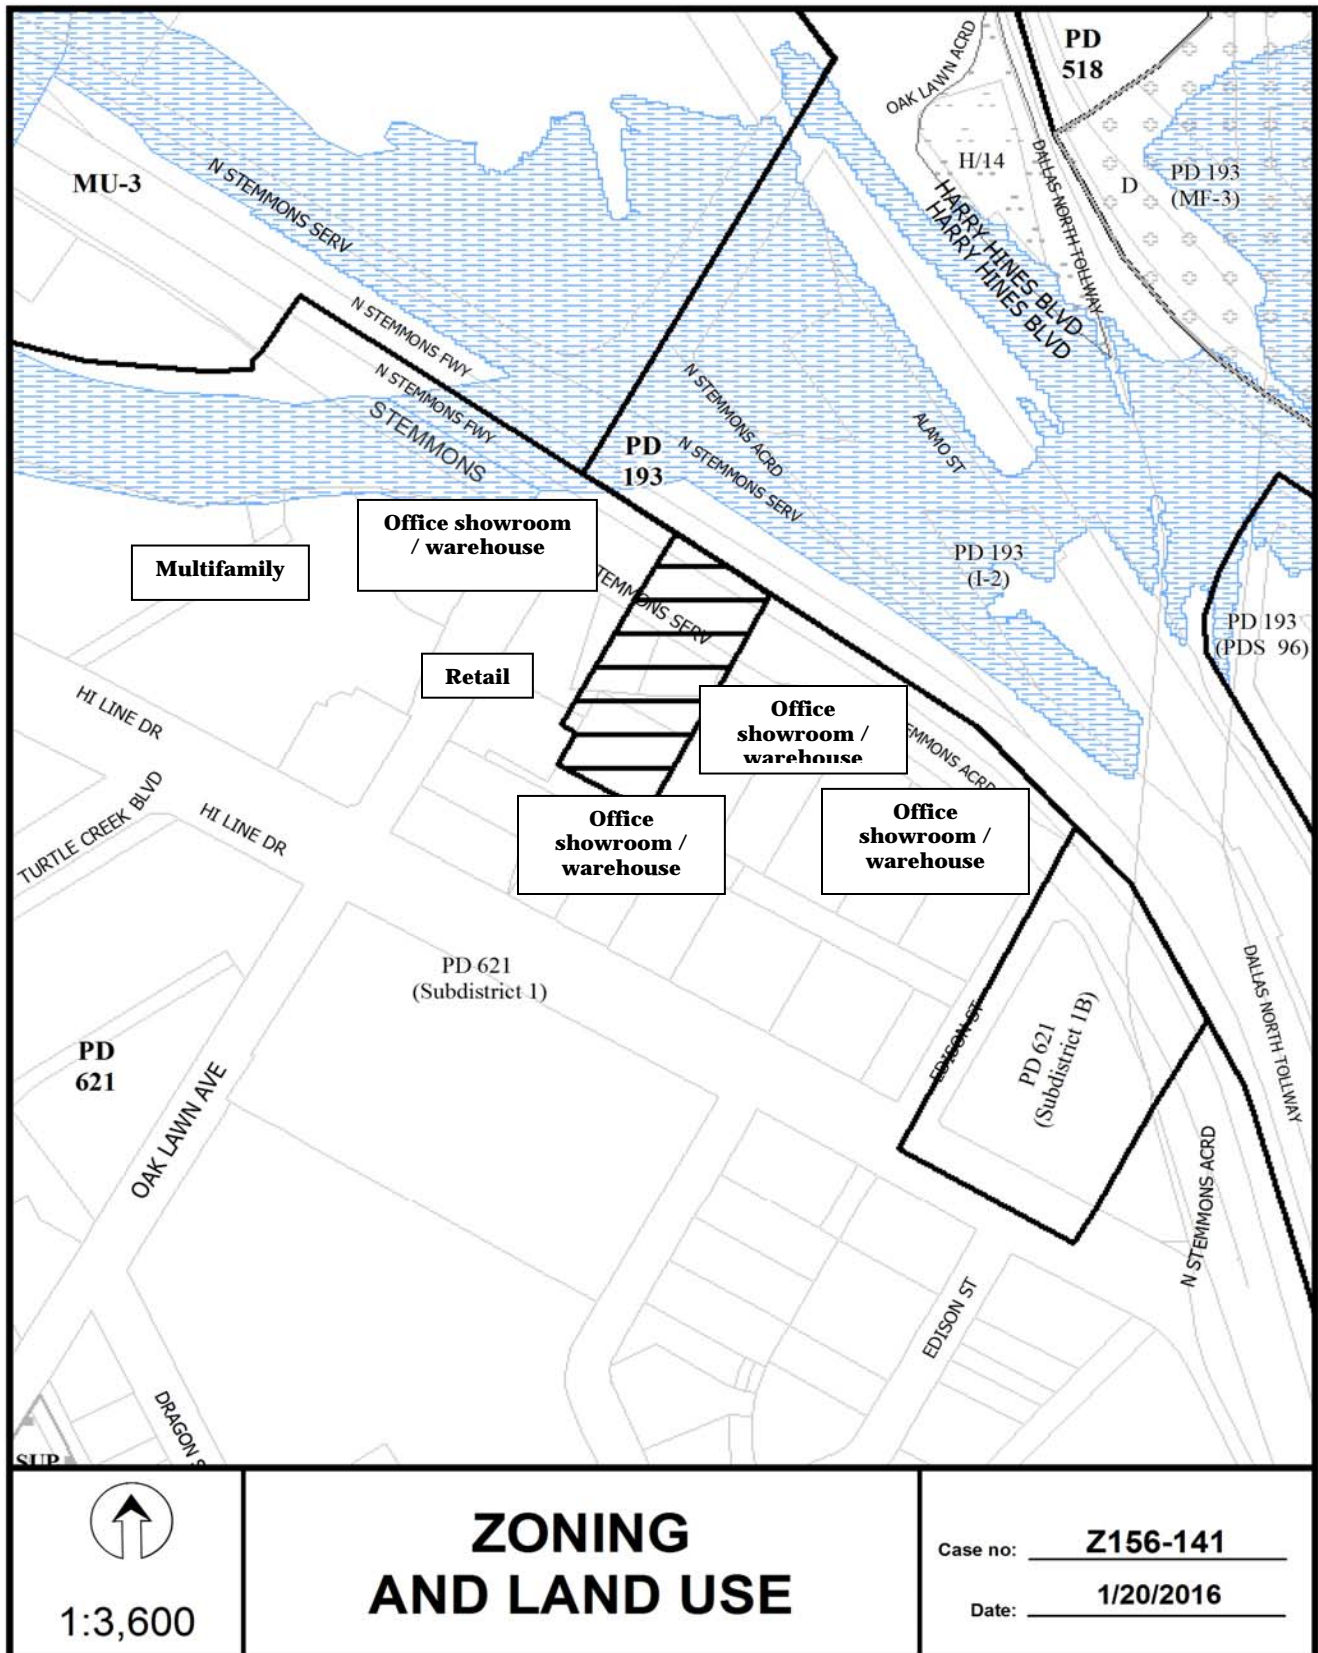 PD
518
OAK LAWN ACRD
H/14
DALLAS NORTH TOLLWAY
D
PD 193
(MF-3)
HARRY HINES BLVD
HARRY HINES BLVD
MU-3
N STEMMONS SERV
N STEMMONS FWY
N STEMMONS FWY
STEMMONS
PD
193
N STEMMONS ACRD
N STEMMONS SERV
ALAMO ST
PD 193
(I-2)
PD 193
(PDS 96)
Office showroom
/ warehouse
Multifamily
TEMMONS SERV
Retail
Office
showroom /
warehouse
EMMONS ACRD
Office
showroom /
warehouse
Office
showroom /
warehouse
HI LINE DR
TURTLE CREEK BLVD
HI LINE DR
PD 621
(Subdistrict 1)
PD
621
OAK LAWN AVE
EDISON ST
PD 621
(Subdistrict 1B)
DALLAS NORTH TOLLWAY
N STEMMONS ACRD
EDISON ST
DRAGON S
SUP
1:3,600
ZONING
AND LAND USE
Case no: Z156-141
Date: 1/20/2016